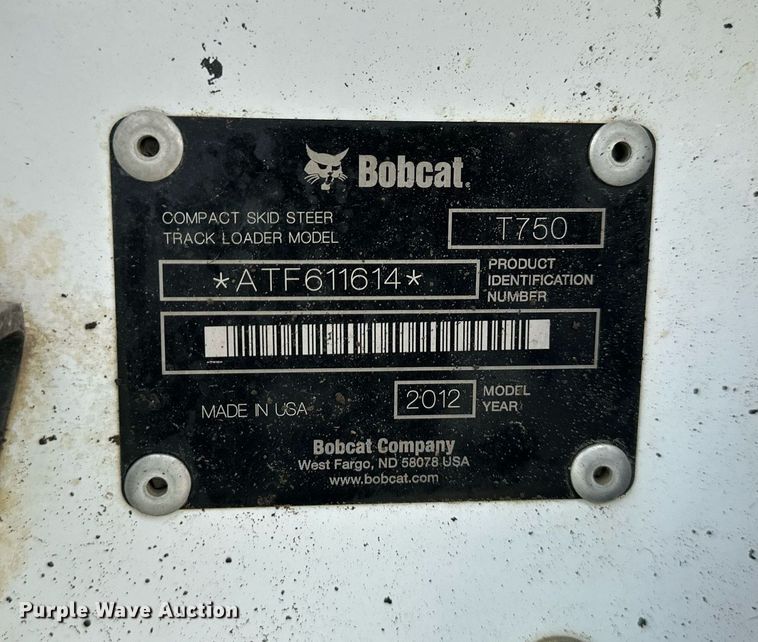 Bobcat
COMPACT SKID STEER
TRACK LOADER MODEL
T750
*ATF611614*
PRODUCT
IDENTIFICATION
NUMBER
MADE IN USA
2012
MODEL
YEAR
Bobcat Company
West Fargo, ND 58078 USA
www.bobcat.com
Purple Wave Auction